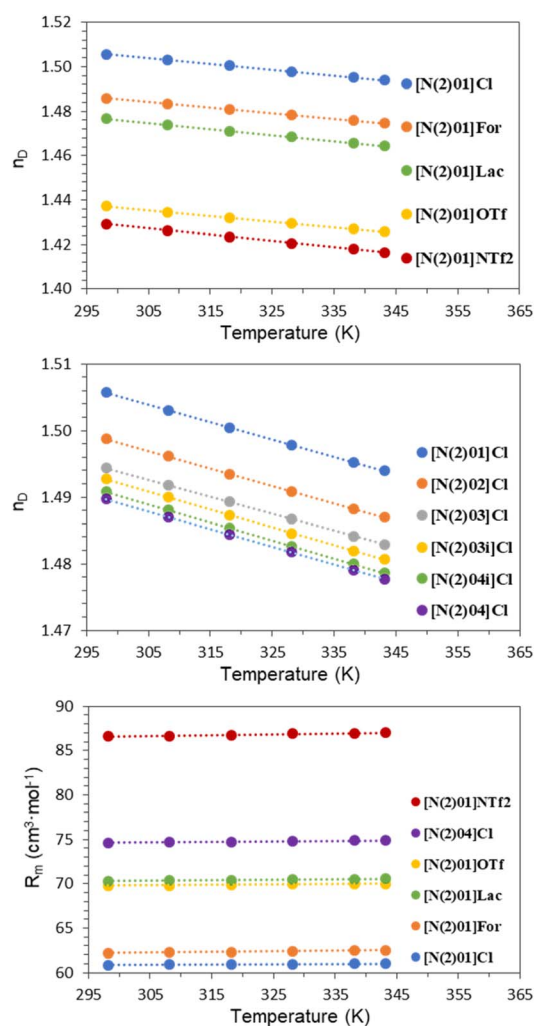 1.52
1.50
1.48
1.46
1.44
1.42
1.40
n_D
[N(2)01]Cl
[N(2)01]For
[N(2)01]Lac
[N(2)01]OTf
[N(2)01]NTf2
295 305 315 325 335 345 355 365
Temperature (K)
1.51
1.50
1.49
1.48
1.47
n_D
[N(2)01]Cl
[N(2)02]Cl
[N(2)03]Cl
[N(2)03i]Cl
[N(2)04i]Cl
[N(2)04]Cl
295 305 315 325 335 345 355 365
Temperature (K)
90
85
80
75
70
65
60
R_m (cm³·mol⁻¹)
[N(2)01]NTf2
[N(2)04]Cl
[N(2)01]OTf
[N(2)01]Lac
[N(2)01]For
[N(2)01]Cl
295 305 315 325 335 345 355 365
Temperature (K)